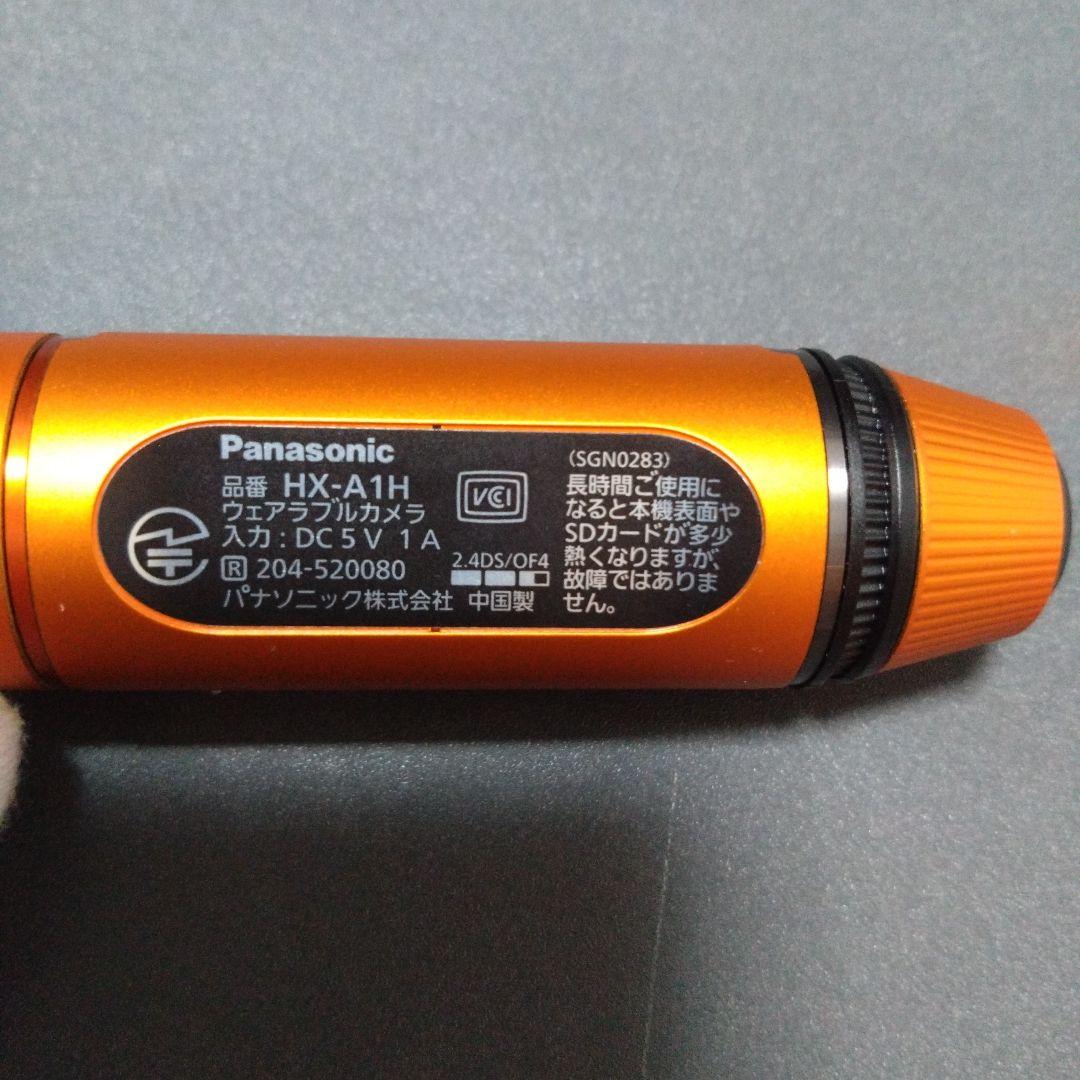 Panasonic
品番 HX-A1H
ウェアラブルカメラ
入力 : DC 5 V 1 A
R 204-520080
パナソニック株式会社 中国製
VCCI
2.4DS/OF4
(SGN0283)
長時間ご使用に
なると本機表面や
SDカードが多少
熱くなりますが、
故障ではありま
せん。